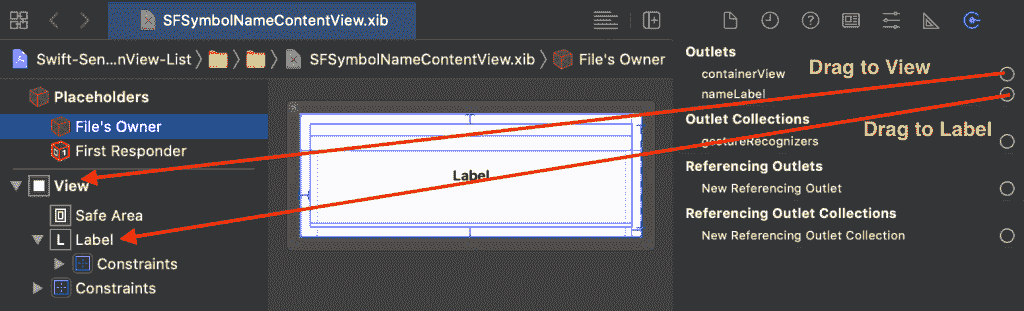 SFSymbolNameContentView.xib
Swift-Sen...nView-List
SFSymbolNameContentView.xib
File's Owner
Placeholders
File's Owner
First Responder
View
Safe Area
L
Label
Constraints
Constraints
Label
Outlets
containerView
nameLabel
Outlet Collections
gestureRecognizers
Referencing Outlets
New Referencing Outlet
Referencing Outlet Collections
New Referencing Outlet Collection
Drag to View
Drag to Label